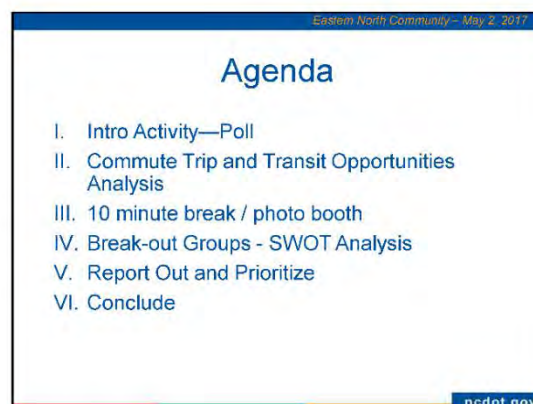 Eastern North Community – May 2, 2017
Agenda
I. Intro Activity—Poll
II. Commute Trip and Transit Opportunities
Analysis
III. 10 minute break / photo booth
IV. Break-out Groups - SWOT Analysis
V. Report Out and Prioritize
VI. Conclude
ncdot.gov